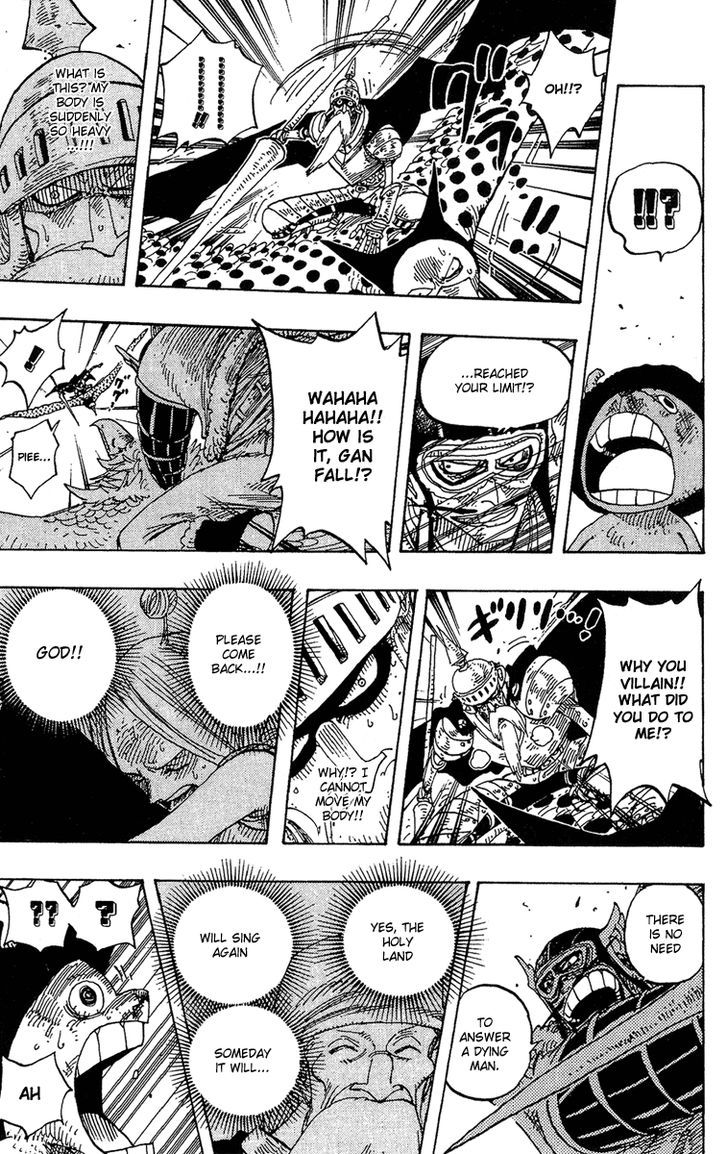 !!?
OH!!?
.........!!
WHAT IS
THIS? MY
BODY IS
SUDDENLY
SO HEAVY
...!!!!
...REACHED
YOUR LIMIT!?
WAHAHA
HAHAHA!!
HOW IS
IT, GAN
FALL!?
!!
PIEE...
WHY YOU
VILLAIN!!
WHAT DID
YOU DO TO
ME!?
WHY!? I
CANNOT
MOVE MY
BODY!!
PLEASE
COME
BACK...!!
GOD!!
THERE
IS NO
NEED
TO
ANSWER
A DYING
MAN.
YES, THE
HOLY
LAND
WILL SING
AGAIN
SOMEDAY
IT WILL...
?? ?
AH